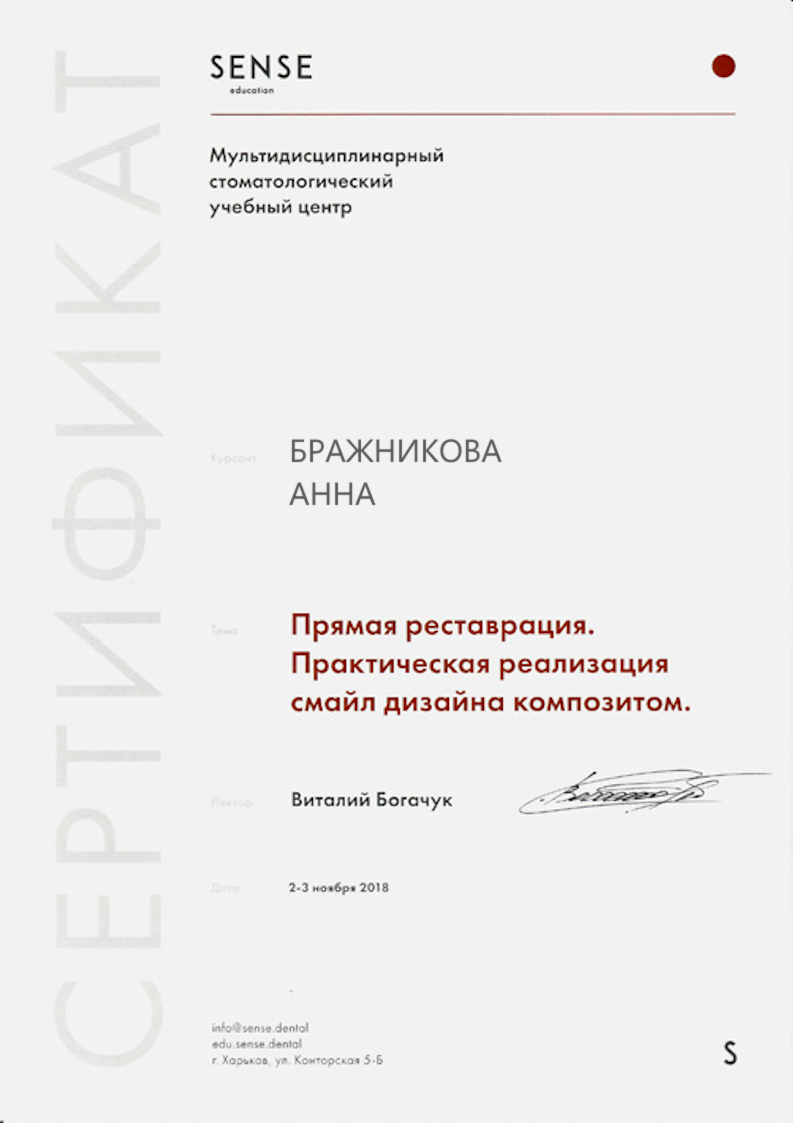 СЕРТИФИКАТ
SENSE
education
Мультидисциплинарный
стоматологический
учебный центр
Курсант
БРАЖНИКОВА
АННА
Тема
Прямая реставрация.
Практическая реализация
смайл дизайна композитом.
Лектор
Виталий Богачук
Дата
2-3 ноября 2018
info@sense.dental
edu.sense.dental
г. Харьков, ул. Конторская 5-Б
S